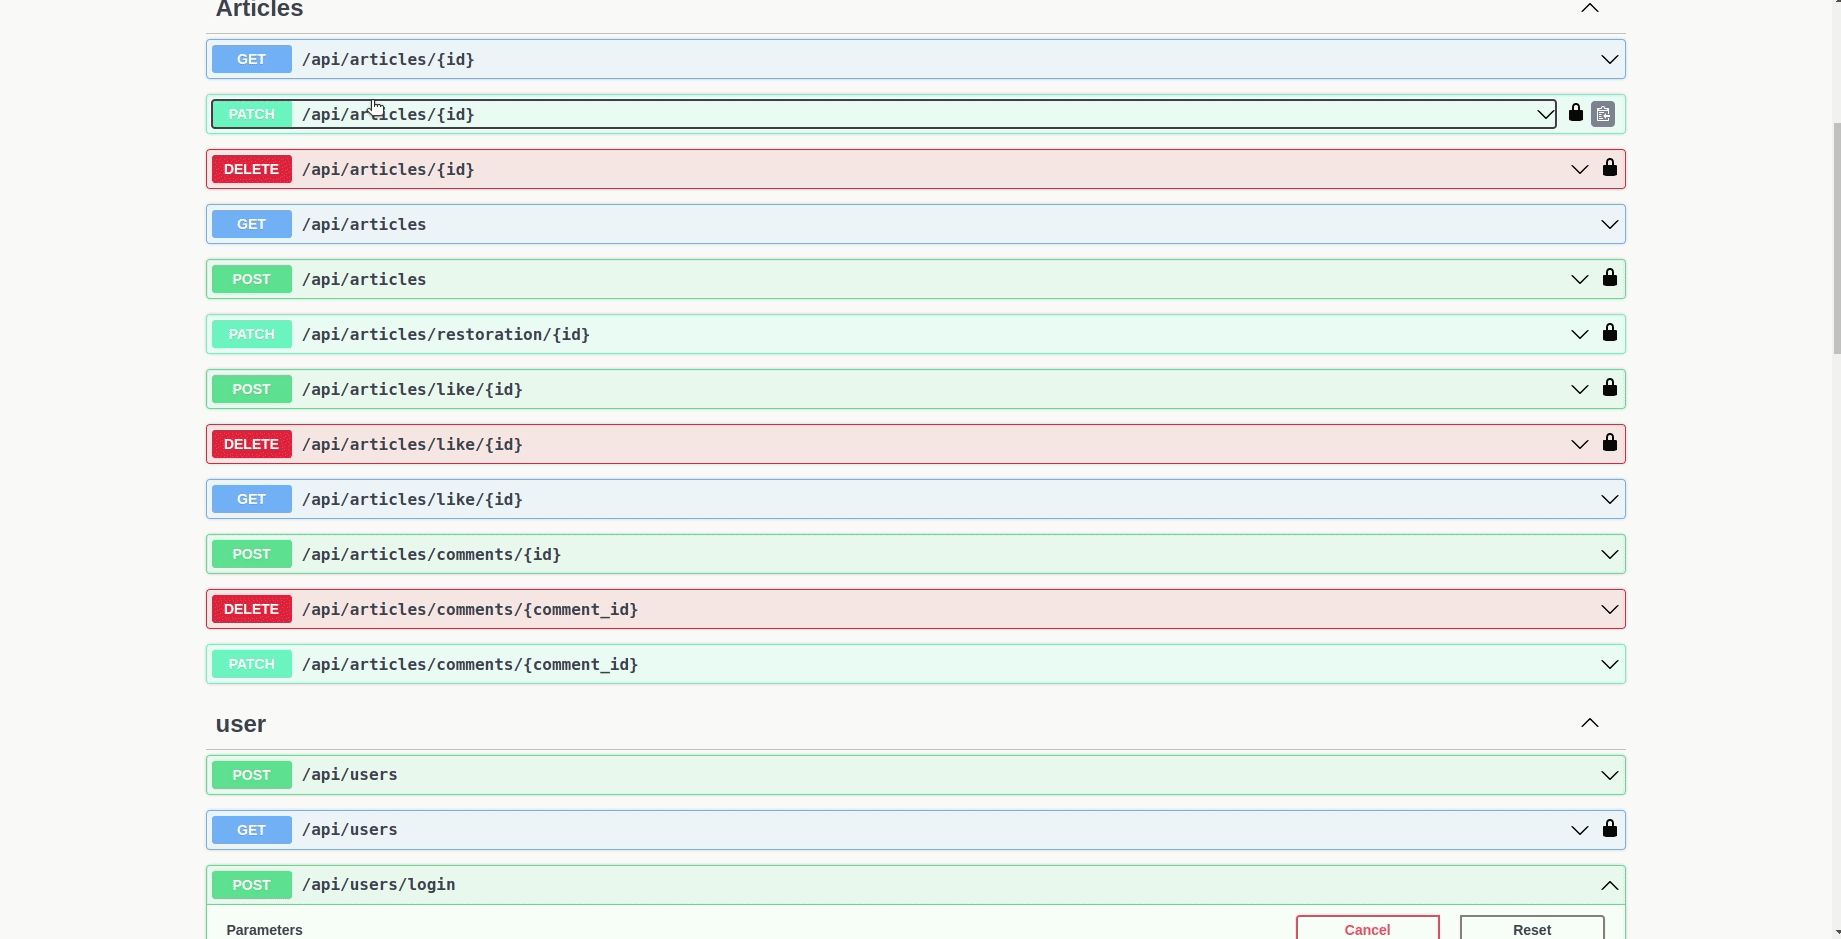 Articles
GET /api/articles/{id}
PATCH /api/articles/{id}
DELETE /api/articles/{id}
GET /api/articles
POST /api/articles
PATCH /api/articles/restoration/{id}
POST /api/articles/like/{id}
DELETE /api/articles/like/{id}
GET /api/articles/like/{id}
POST /api/articles/comments/{id}
DELETE /api/articles/comments/{comment_id}
PATCH /api/articles/comments/{comment_id}
user
POST /api/users
GET /api/users
POST /api/users/login
Parameters Cancel Reset